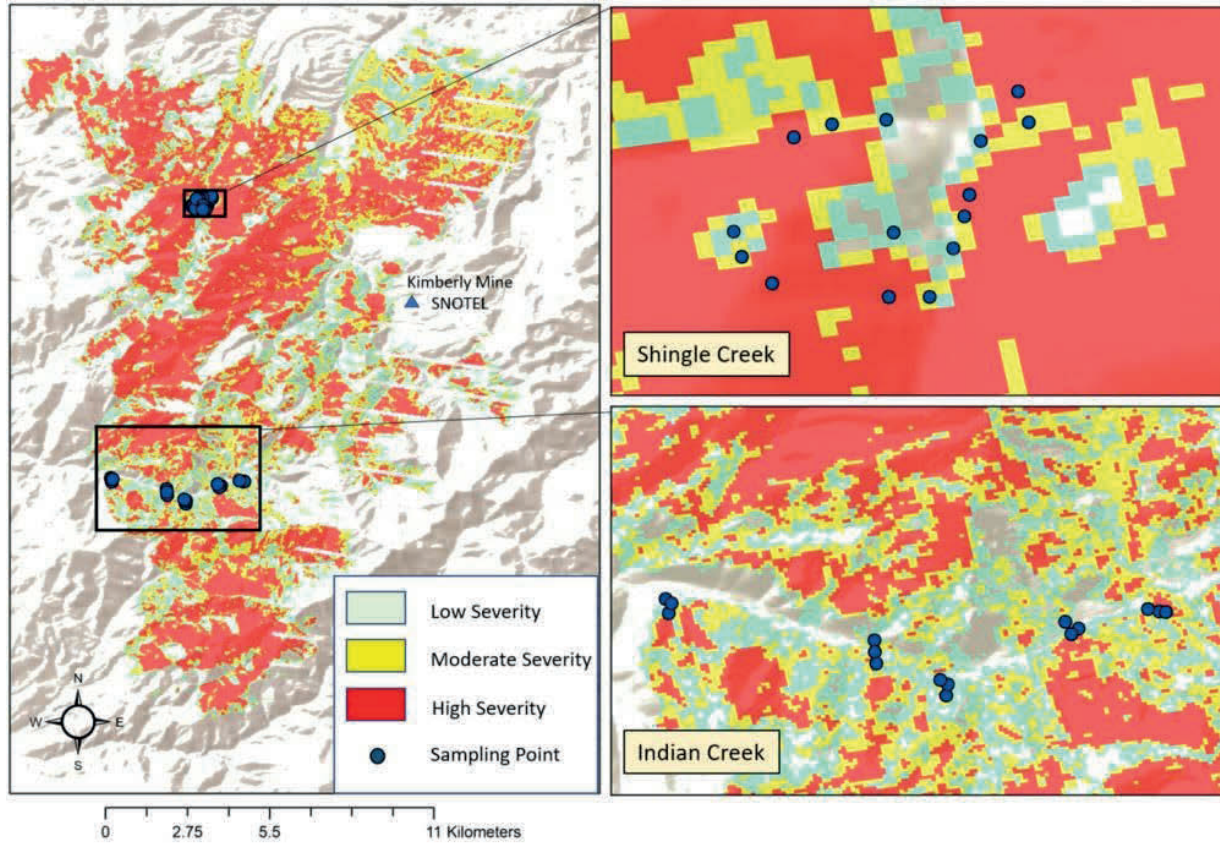 Kimberly Mine
SNOTEL
Low Severity
Moderate Severity
High Severity
Sampling Point
N
W E
S
0 2.75 5.5 11 Kilometers
Shingle Creek
Indian Creek